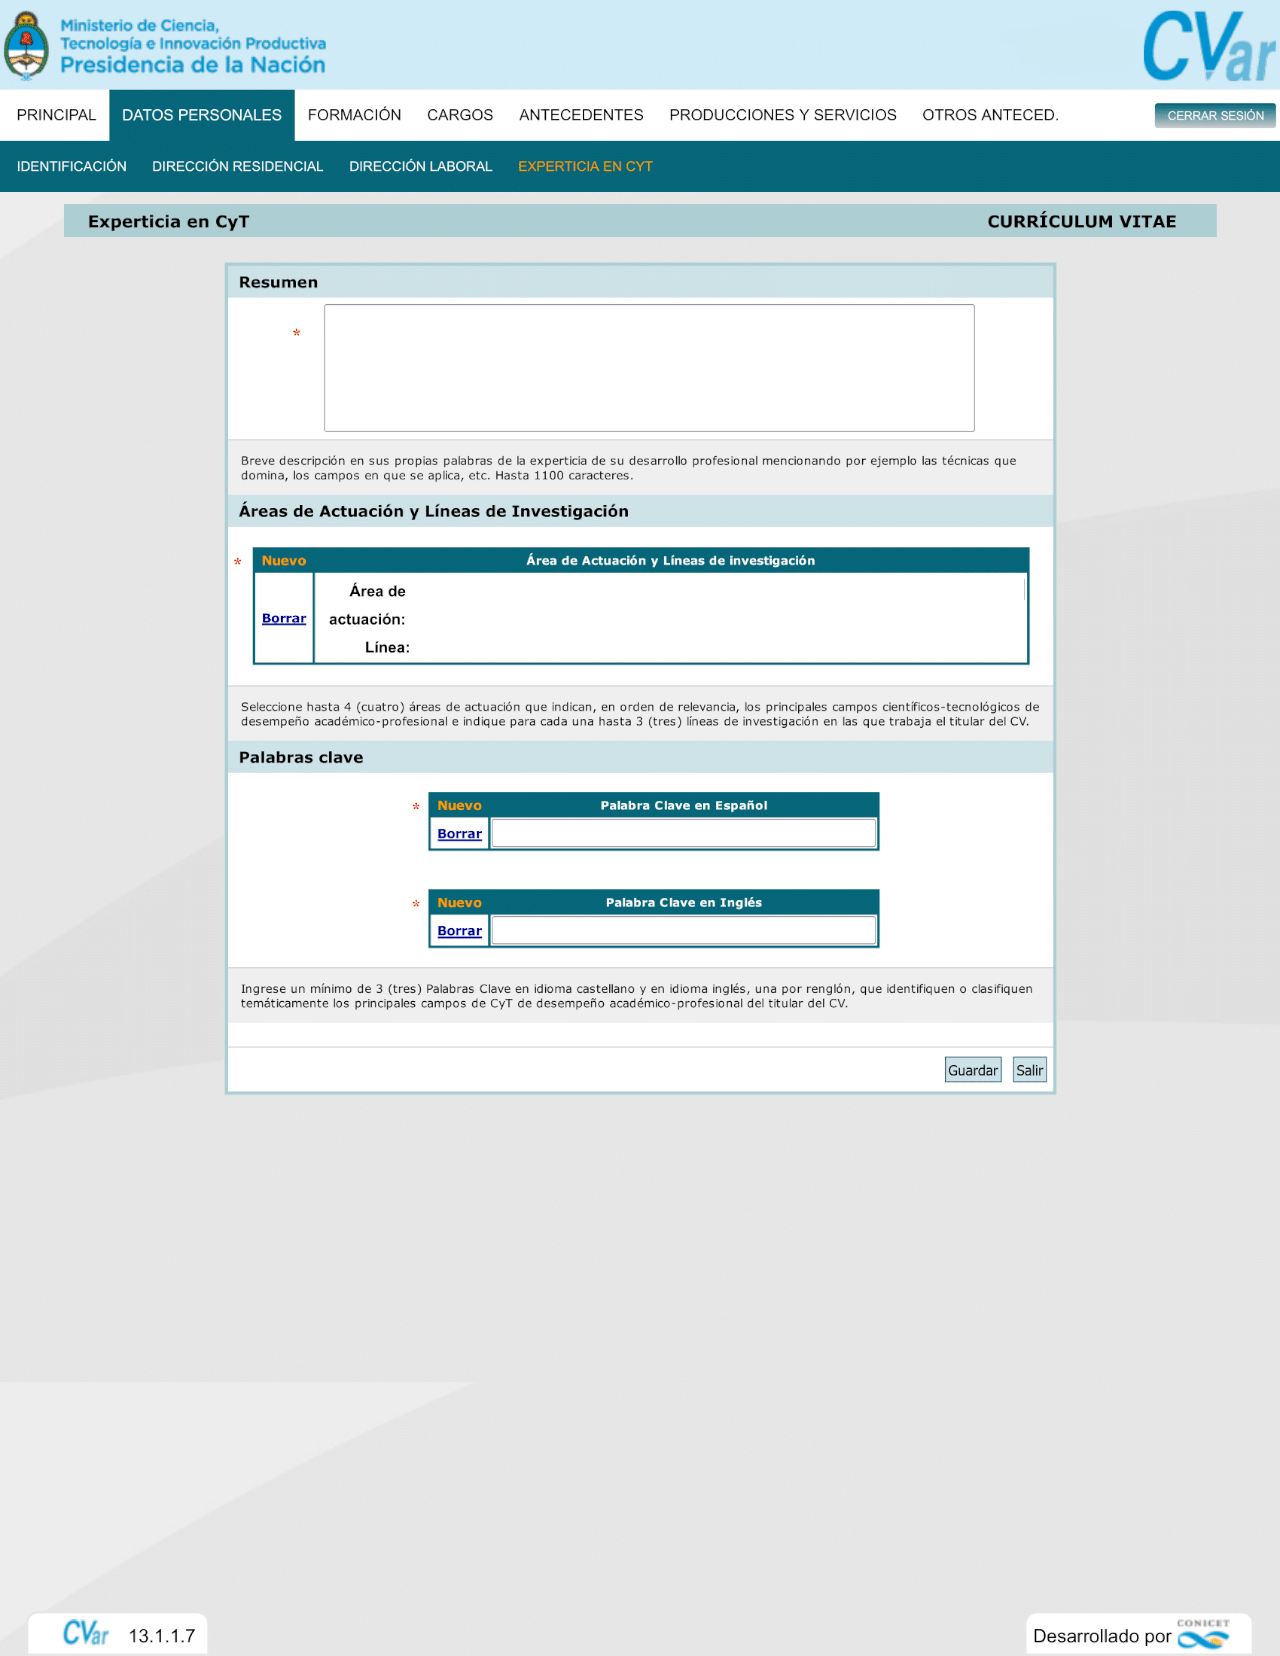 Ministerio de Ciencia,
Tecnología e Innovación Productiva
Presidencia de la Nación
CVar
PRINCIPAL DATOS PERSONALES FORMACIÓN CARGOS ANTECEDENTES PRODUCCIONES Y SERVICIOS OTROS ANTECED. CERRAR SESIÓN
IDENTIFICACIÓN DIRECCIÓN RESIDENCIAL DIRECCIÓN LABORAL EXPERTICIA EN CYT
Experticia en CyT CURRÍCULUM VITAE
Resumen
*
Breve descripción en sus propias palabras de la experticia de su desarrollo profesional mencionando por ejemplo las técnicas que
domina, los campos en que se aplica, etc. Hasta 1100 caracteres.
Áreas de Actuación y Líneas de Investigación
* Nuevo Área de Actuación y Líneas de investigación
Área de
Borrar actuación:
Línea:
Seleccione hasta 4 (cuatro) áreas de actuación que indican, en orden de relevancia, los principales campos científicos-tecnológicos de
desempeño académico-profesional e indique para cada una hasta 3 (tres) líneas de investigación en las que trabaja el titular del CV.
Palabras clave
* Nuevo Palabra Clave en Español
Borrar
* Nuevo Palabra Clave en Inglés
Borrar
Ingrese un mínimo de 3 (tres) Palabras Clave en idioma castellano y en idioma inglés, una por renglón, que identifiquen o clasifiquen
temáticamente los principales campos de CyT de desempeño académico-profesional del titular del CV.
Guardar Salir
CVar 13.1.1.7
Desarrollado por CONICET